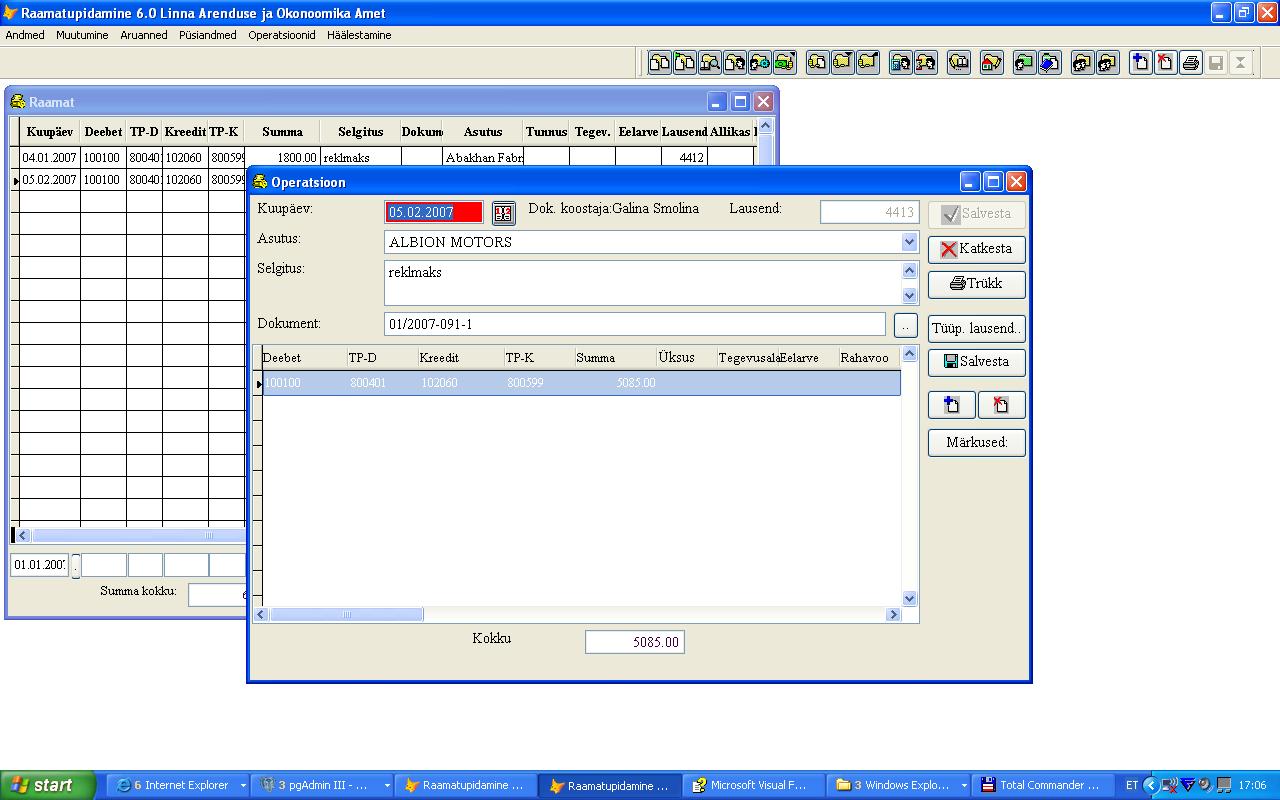 Raamatupidamine 6.0 Linna Arenduse ja Okonoomika Amet
Andmed Muutumine Aruanned Püsiandmed Operatsioonid Häälestamine
Raamat
Kuupäev Deebet TP-D Kreedit TP-K Summa Selgitus Dokum Asutus Tunnus Tegev. Eelarve Lausend Allikas
04.01.2007 100100 80040 102060 800599 1800.00 reklmaks Abakhan Fabr 4412
05.02.2007 100100 80040 102060 800599
01.01.200
Summa kokku:
Operatsioon
Kuupäev: 05.02.2007 Dok. koostaja:Galina Smolina Lausend: 4413
Asutus: ALBION MOTORS
Selgitus: reklmaks
Dokument: 01/2007-091-1 ..
Deebet TP-D Kreedit TP-K Summa Üksus Tegevusala Eelarve Rahavoo
100100 800401 102060 800599 5085.00
Kokku 5085.00
Salvesta
Katkesta
Trükk
Tüüp. lausend..
Salvesta
Märkused:
start 6 Internet Explorer 3 pgAdmin III - ... Raamatupidamine ... Raamatupidamine ... Microsoft Visual F... 3 Windows Explo... Total Commander ... ET 17:06